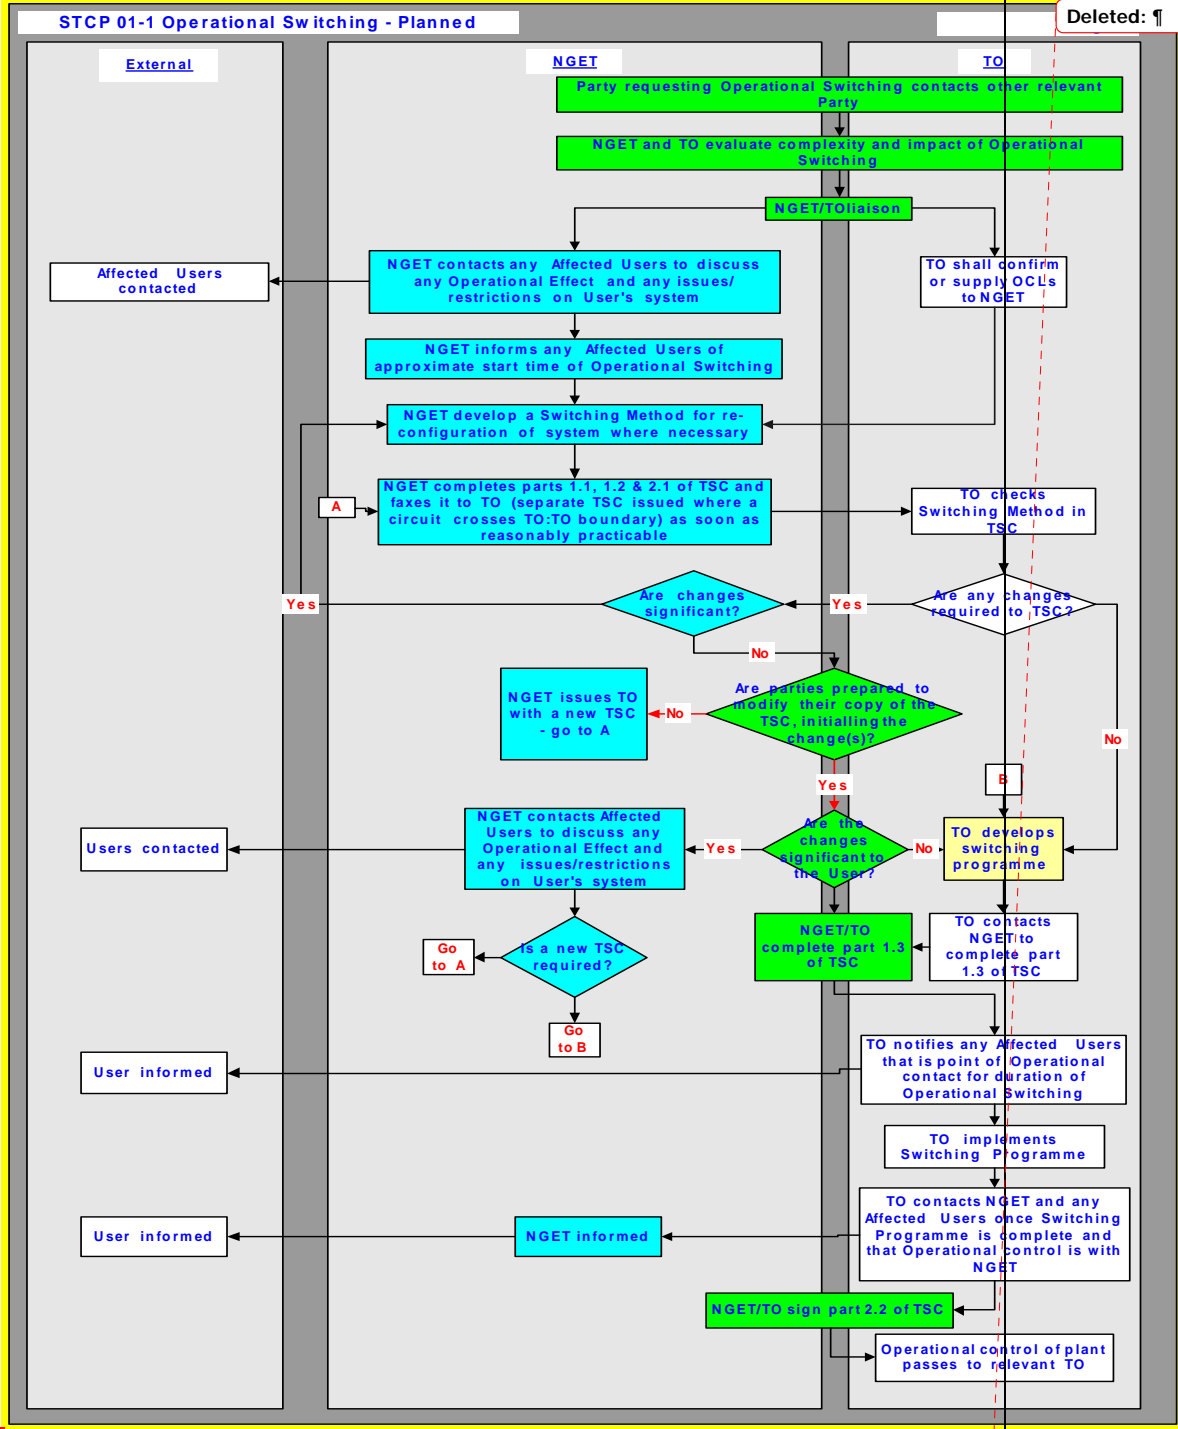 Deleted: ¶
STCP 01-1 Operational Switching - Planned
External
NGET
TO
Party requesting Operational Switching contacts other relevant
Party
NGET and TO evaluate complexity and impact of Operational
Switching
NGET/TO liaison
NGET contacts any Affected Users to discuss
any Operational Effect and any issues/
restrictions on User's system
Affected Users
contacted
TO shall confirm
or supply OCLs
to NGET
NGET informs any Affected Users of
approximate start time of Operational Switching
NGET develop a Switching Method for re-
configuration of system where necessary
A
NGET completes parts 1.1, 1.2 & 2.1 of TSC and
faxes it to TO (separate TSC issued where a
circuit crosses TO:TO boundary) as soon as
reasonably practicable
TO checks
Switching Method in
TSC
Yes
Are changes
significant?
Yes
Are any changes
required to TSC?
No
NGET issues TO
with a new TSC
- go to A
No
Are parties prepared to
modify their copy of the
TSC, initialling the
change(s)?
No
Yes
B
Users contacted
NGET contacts Affected
Users to discuss any
Operational Effect and
any issues/restrictions
on User's system
Yes
Are the
changes
significant to
the User?
No
TO develops
switching
programme
Go
to A
Is a new TSC
required?
NGET/TO
complete part 1.3
of TSC
TO contacts
NGET to
complete part
1.3 of TSC
Go
to B
User informed
TO notifies any Affected Users
that is point of Operational
contact for duration of
Operational Switching
TO implements
Switching Programme
User informed
NGET informed
TO contacts NGET and any
Affected Users once Switching
Programme is complete and
that Operational control is with
NGET
NGET/TO sign part 2.2 of TSC
Operational control of plant
passes to relevant TO